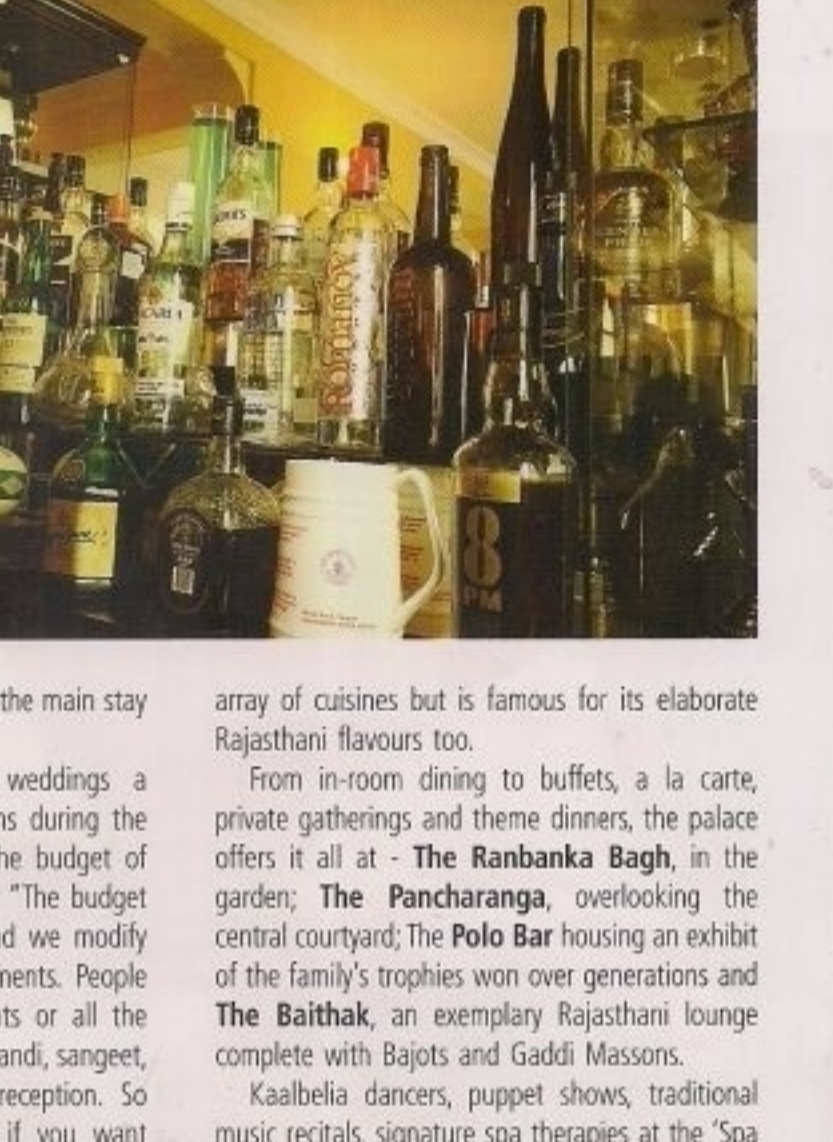 Romanov
8
PM
the main stay
weddings a
ns during the
he budget of
"The budget
nd we modify
ments. People
nts or all the
andi, sangeet,
reception. So
if you want
array of cuisines but is famous for its elaborate
Rajasthani flavours too.
From in-room dining to buffets, a la carte,
private gatherings and theme dinners, the palace
offers it all at - The Ranbanka Bagh, in the
garden; The Pancharanga, overlooking the
central courtyard; The Polo Bar housing an exhibit
of the family's trophies won over generations and
The Baithak, an exemplary Rajasthani lounge
complete with Bajots and Gaddi Massons.
Kaalbelia dancers, puppet shows, traditional
music recitals, signature spa therapies at the 'Spa